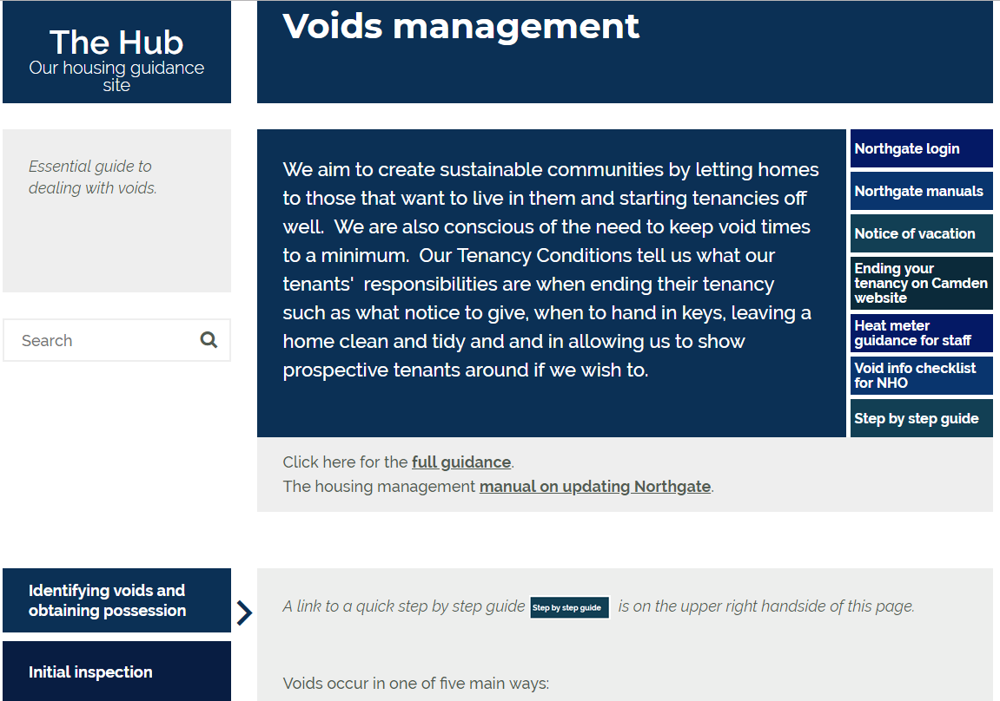 The Hub
Our housing guidance
site
Voids management
Essential guide to
dealing with voids.
Search
We aim to create sustainable communities by letting homes
to those that want to live in them and starting tenancies off
well.  We are also conscious of the need to keep void times
to a minimum.  Our Tenancy Conditions tell us what our
tenants'  responsibilities are when ending their tenancy
such as what notice to give, when to hand in keys, leaving a
home clean and tidy and and in allowing us to show
prospective tenants around if we wish to.
Northgate login
Northgate manuals
Notice of vacation
Ending your
tenancy on Camden
website
Heat meter
guidance for staff
Void info checklist
for NHO
Step by step guide
Click here for the full guidance.
The housing management manual on updating Northgate.
Identifying voids and
obtaining possession
Initial inspection
A link to a quick step by step guide Step by step guide is on the upper right handside of this page.
Voids occur in one of five main ways: